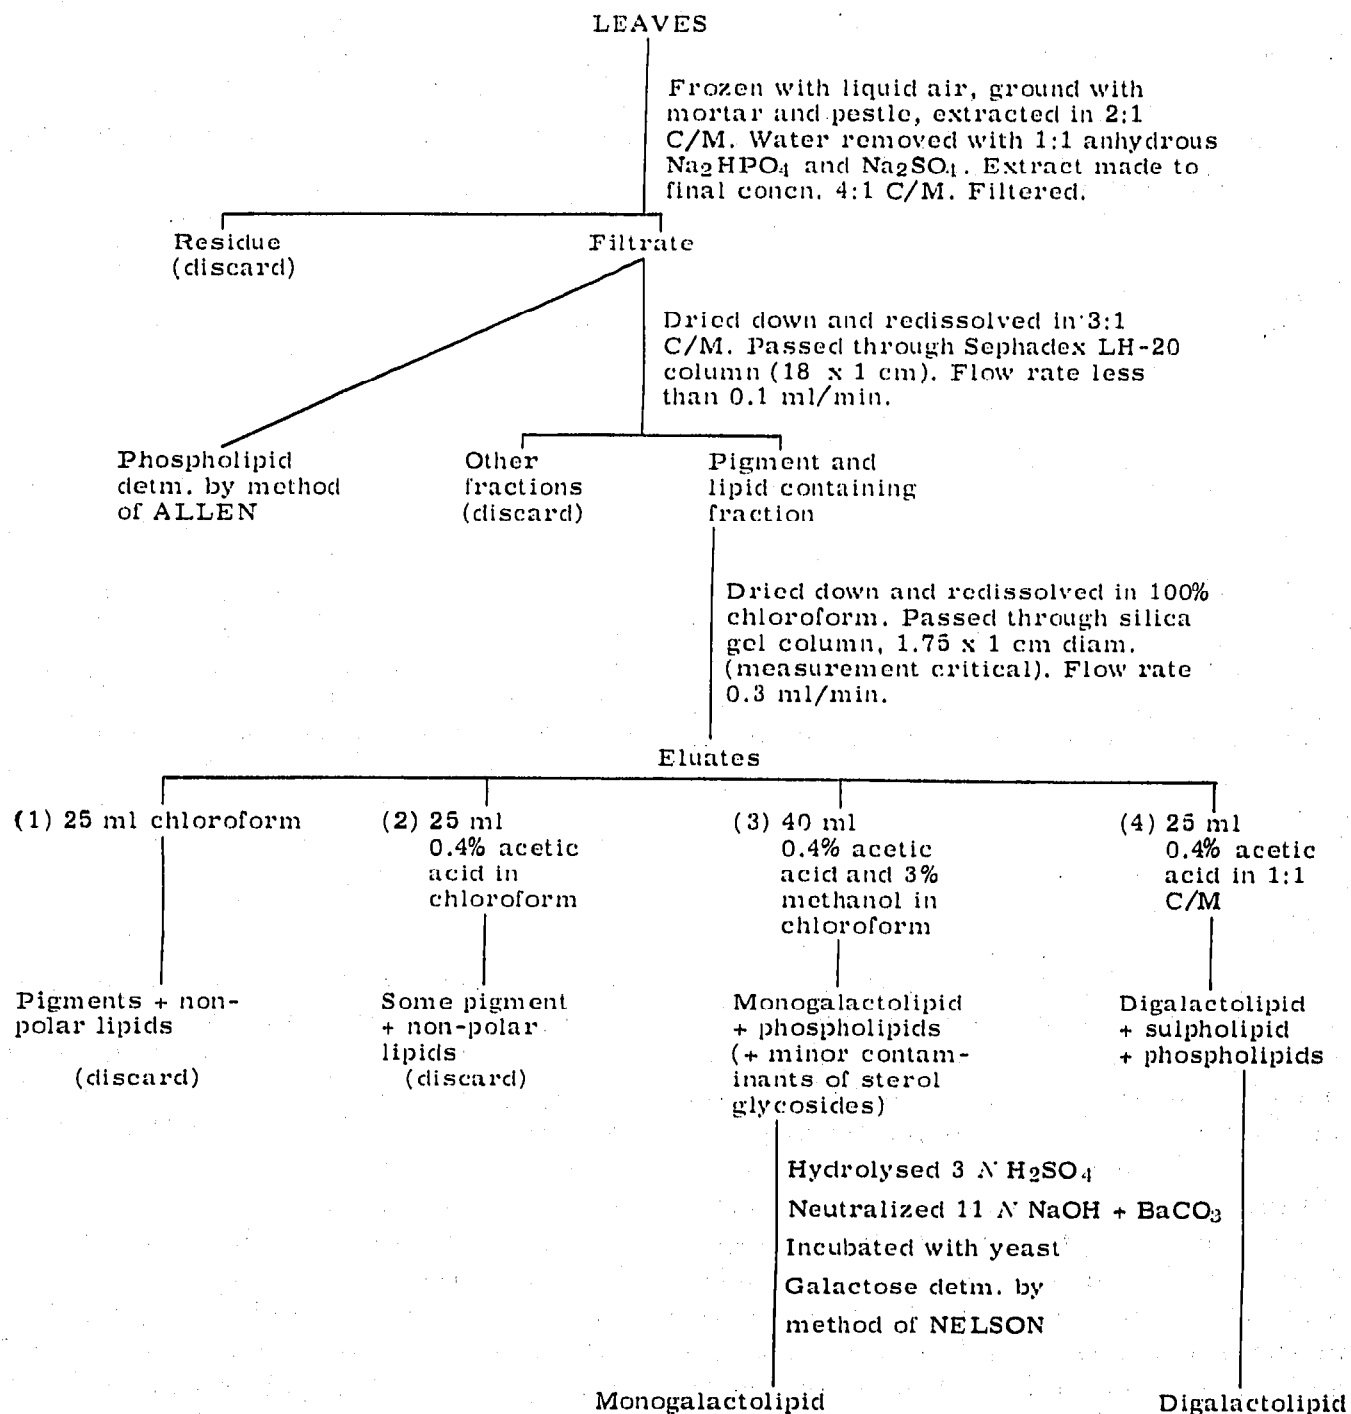 LEAVES
Frozen with liquid air, ground with
mortar and pestle, extracted in 2:1
C/M. Water removed with 1:1 anhydrous
Na2HPO4 and Na2SO4. Extract made to
final concn. 4:1 C/M. Filtered.
Residue
(discard)
Filtrate
Dried down and redissolved in 3:1
C/M. Passed through Sephadex LH-20
column (18 x 1 cm). Flow rate less
than 0.1 ml/min.
Phospholipid
detm. by method
of ALLEN
Other
fractions
(discard)
Pigment and
lipid containing
fraction
Dried down and redissolved in 100%
chloroform. Passed through silica
gel column, 1.75 x 1 cm diam.
(measurement critical). Flow rate
0.3 ml/min.
Eluates
(1) 25 ml chloroform
(2) 25 ml
0.4% acetic
acid in
chloroform
(3) 40 ml
0.4% acetic
acid and 3%
methanol in
chloroform
(4) 25 ml
0.4% acetic
acid in 1:1
C/M
Pigments + non-
polar lipids
(discard)
Some pigment
+ non-polar
lipids
(discard)
Monogalactolipid
+ phospholipids
(+ minor contam-
inants of sterol
glycosides)
Digalactolipid
+ sulpholipid
+ phospholipids
Hydrolysed 3 N H2SO4
Neutralized 11 N NaOH + BaCO3
Incubated with yeast
Galactose detm. by
method of NELSON
Monogalactolipid
Digalactolipid